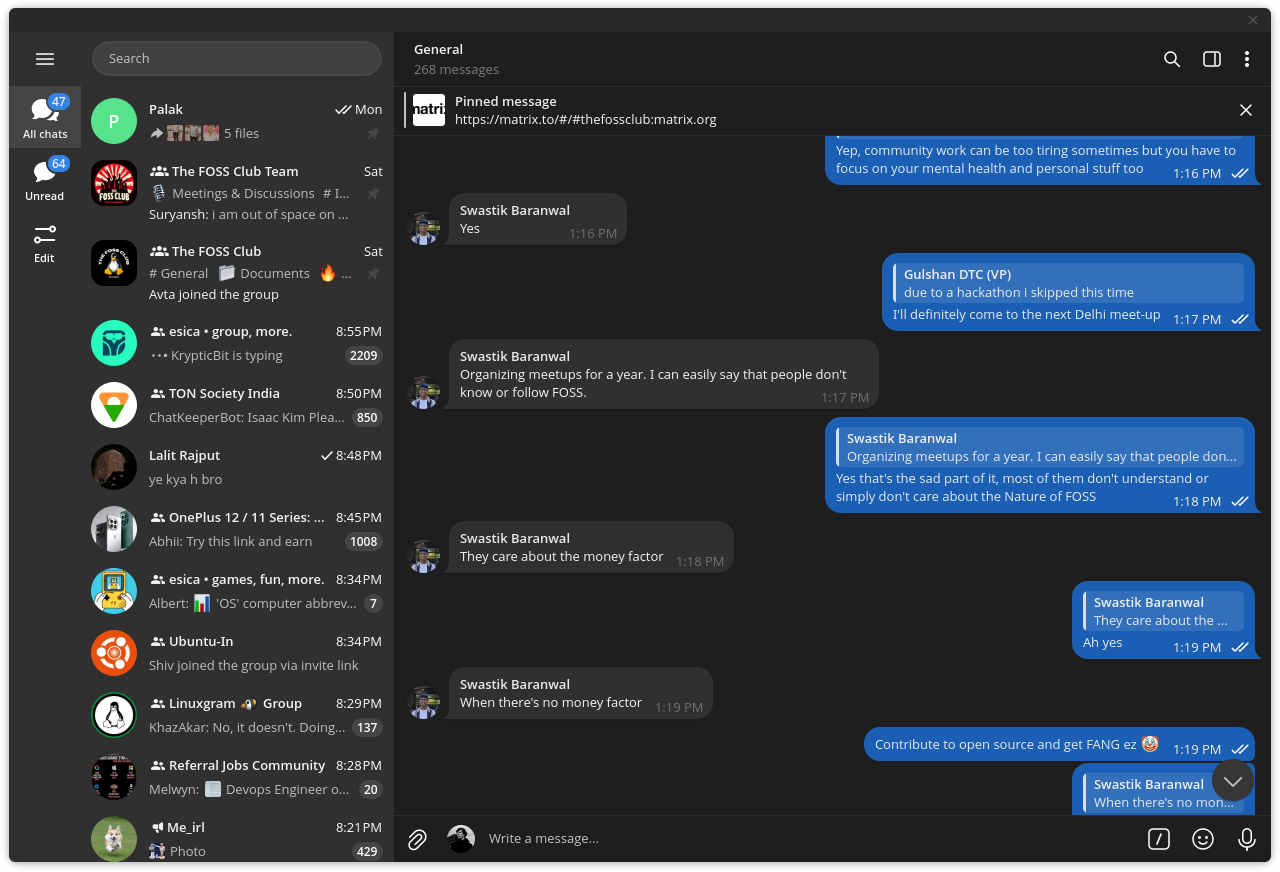 Search
47
All chats
64
Unread
Edit
P
Palak
Mon
5 files
The FOSS Club Team
Sat
Meetings & Discussions # I...
Suryansh: i am out of space on ...
FOSS CLUB
The FOSS Club
Sat
# General Documents ...
Avta joined the group
THE FOSS CLUB
esica • group, more.
8:55PM
KrypticBit is typing
2209
TON Society India
8:50PM
ChatKeeperBot: Isaac Kim Plea...
850
Lalit Rajput
8:48PM
ye kya h bro
OnePlus 12 / 11 Series: ...
8:45PM
Abhii: Try this link and earn
1008
esica • games, fun, more.
8:34PM
Albert: 'OS' computer abbrev...
7
Ubuntu-In
8:34PM
Shiv joined the group via invite link
Linuxgram Group
8:29PM
KhazAkar: No, it doesn't. Doing...
137
Referral Jobs Community
8:28PM
Melwyn: Devops Engineer o...
20
Me_irl
8:21PM
Photo
429
General
268 messages
matrix
Pinned message
https://matrix.to/#/#thefossclub:matrix.org
Yep, community work can be too tiring sometimes but you have to
focus on your mental health and personal stuff too
1:16 PM
Swastik Baranwal
Yes
1:16 PM
Gulshan DTC (VP)
due to a hackathon i skipped this time
I'll definitely come to the next Delhi meet-up
1:17 PM
Swastik Baranwal
Organizing meetups for a year. I can easily say that people don't
know or follow FOSS.
1:17 PM
Swastik Baranwal
Organizing meetups for a year. I can easily say that people don...
Yes that's the sad part of it, most of them don't understand or
simply don't care about the Nature of FOSS
1:18 PM
Swastik Baranwal
They care about the money factor
1:18 PM
Swastik Baranwal
They care about the ...
Ah yes
1:19 PM
Swastik Baranwal
When there's no money factor
1:19 PM
Contribute to open source and get FANG ez
1:19 PM
Swastik Baranwal
When there's no mon...
Write a message...